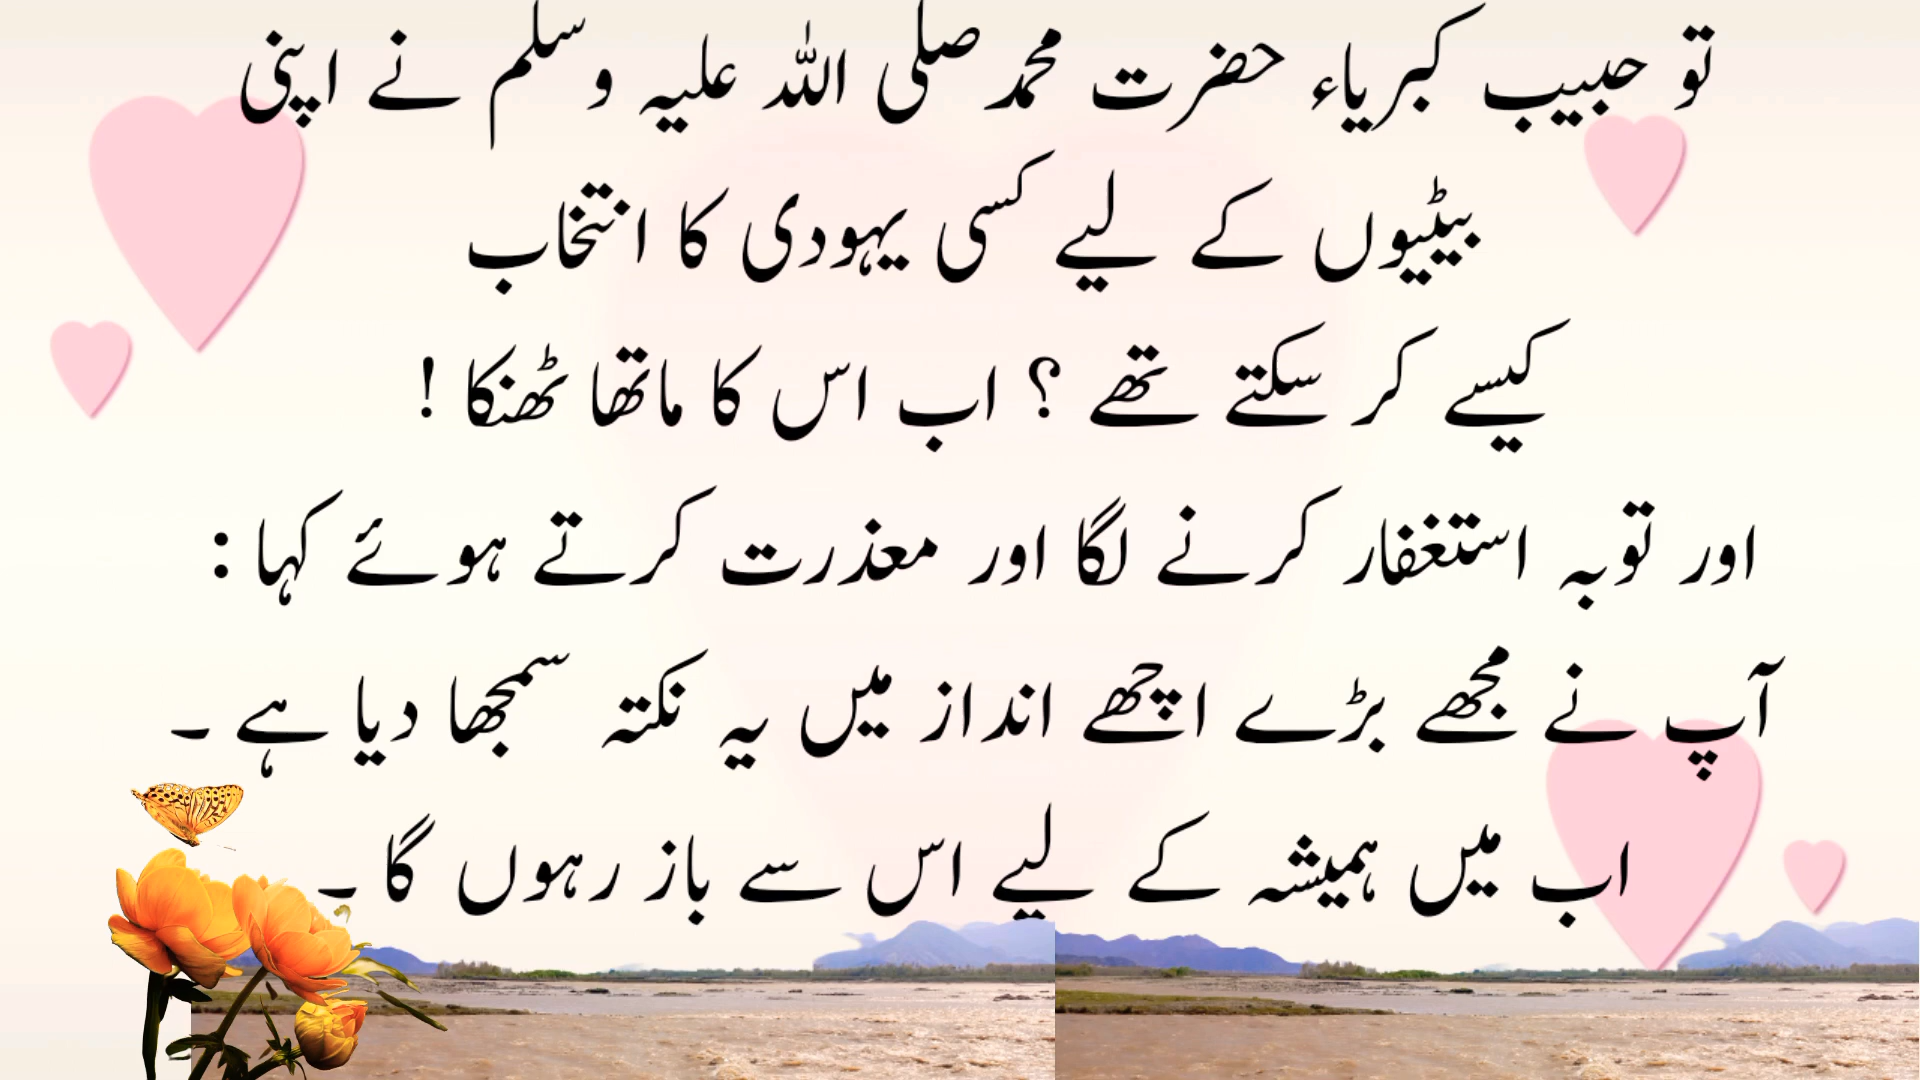 تو حبیب کبریاء حضرت محمد صلی اللہ علیہ وسلم نے اپنی
بیٹیوں کے لیے کسی یہودی کا انتخاب
کیسے کر سکتے تھے ؟ اب اس کا ماتھا ٹھنکا !
اور توبہ استغفار کرنے لگا اور معذرت کرتے ہوئے کہا :
آپ نے مجھے بڑے اچھے انداز میں یہ نکتہ سمجھا دیا ہے ۔
اب میں ہمیشہ کے لیے اس سے باز رہوں گا ۔